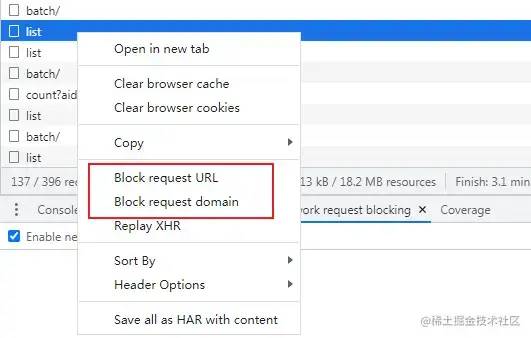 batch/
list
list
batch/
count?aid
list
batch/
list
Open in new tab
Clear browser cache
Clear browser cookies
Copy
Block request URL
Block request domain
Replay XHR
Sort By
Header Options
Save all as HAR with content
137 / 396 rec
13 kB / 18.2 MB resources
Finish: 3.1 min
Console
ork request blocking
Coverage
Enable ne
@稀土掘金技术社区